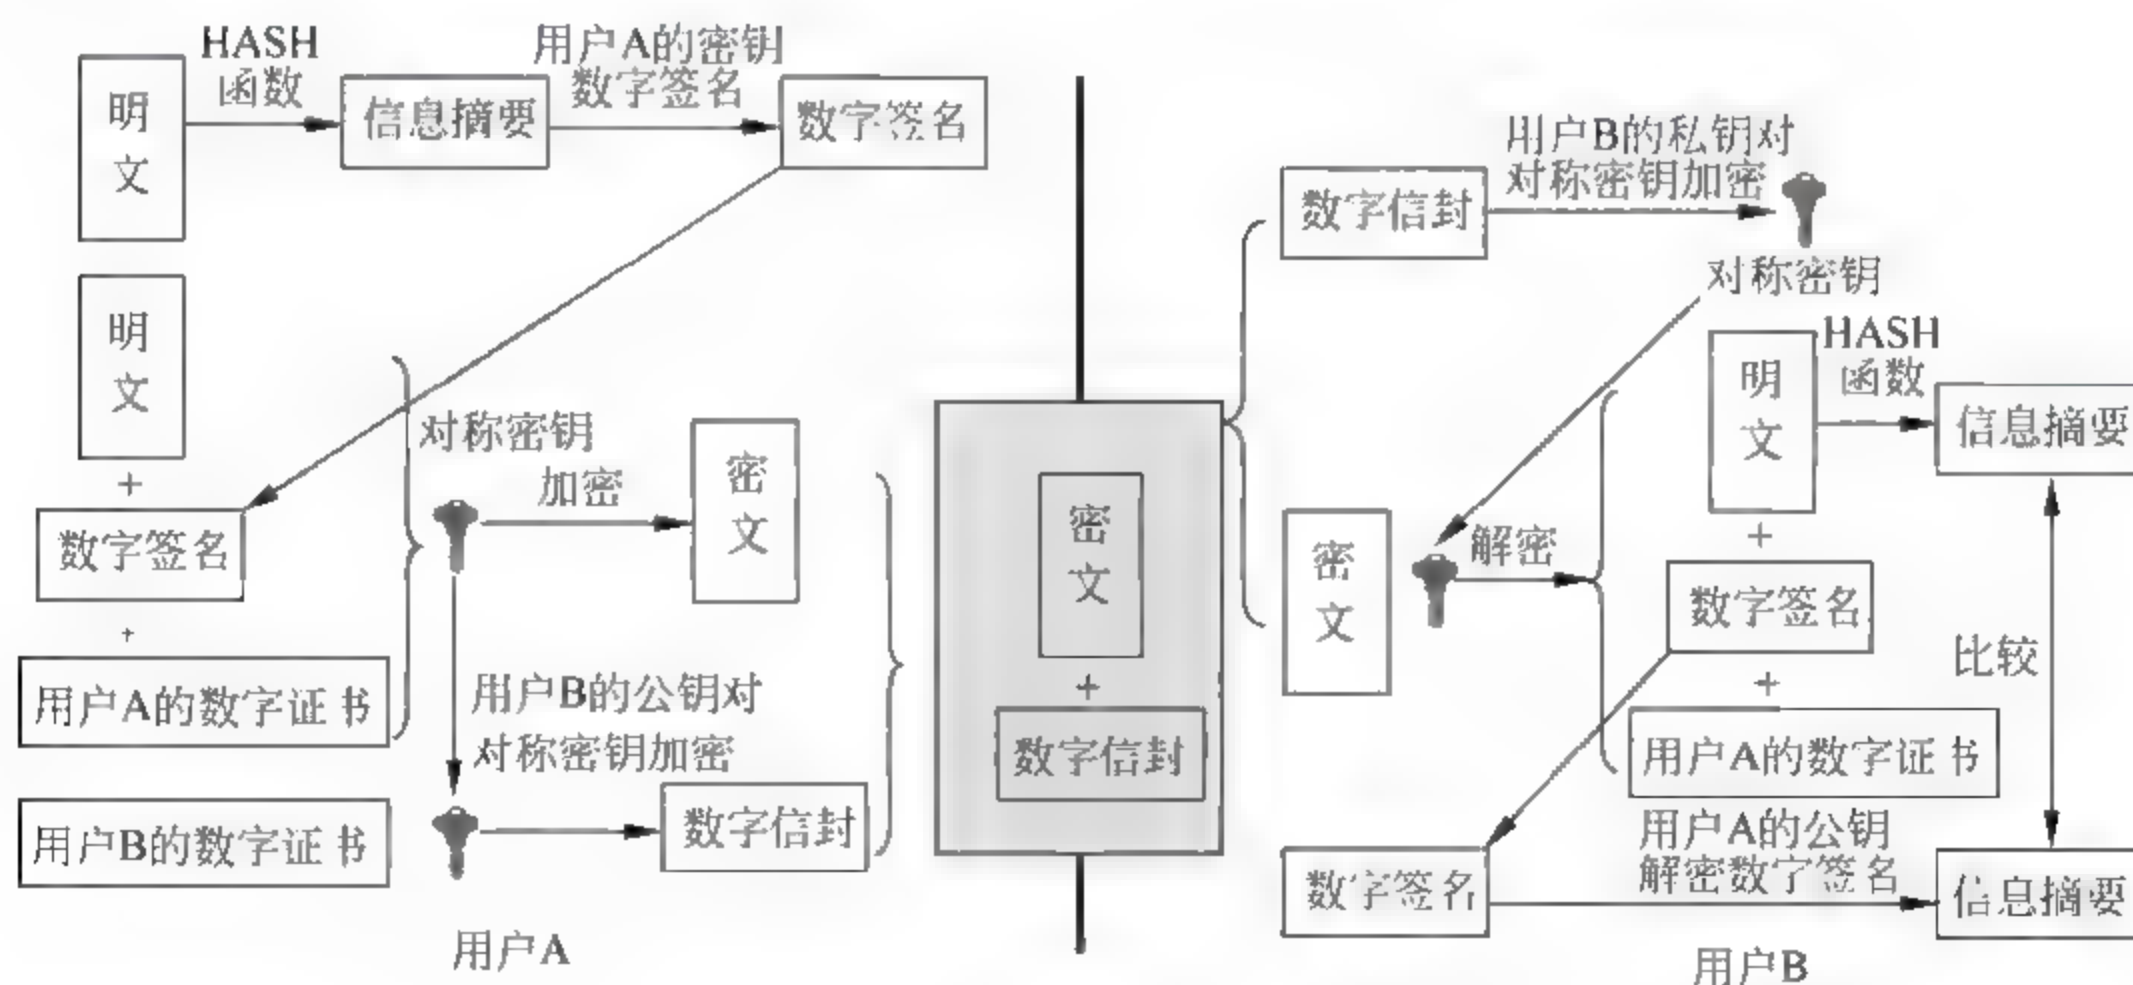 HASH
函数
明
文
信息摘要
用户A的密钥
数字签名
数字签名
明
文
+
数字签名
+
用户A的数字证书
用户B的数字证书
对称密钥
加密
密
文
用户B的公钥对
对称密钥加密
数字信封
用户A
密
文
+
数字信封
数字信封
用户B的私钥对
对称密钥加密
对称密钥
密
文
解密
明
文
HASH
函数
信息摘要
+
数字签名
+
用户A的数字证书
比较
数字签名
用户A的公钥
解密数字签名
信息摘要
用户B